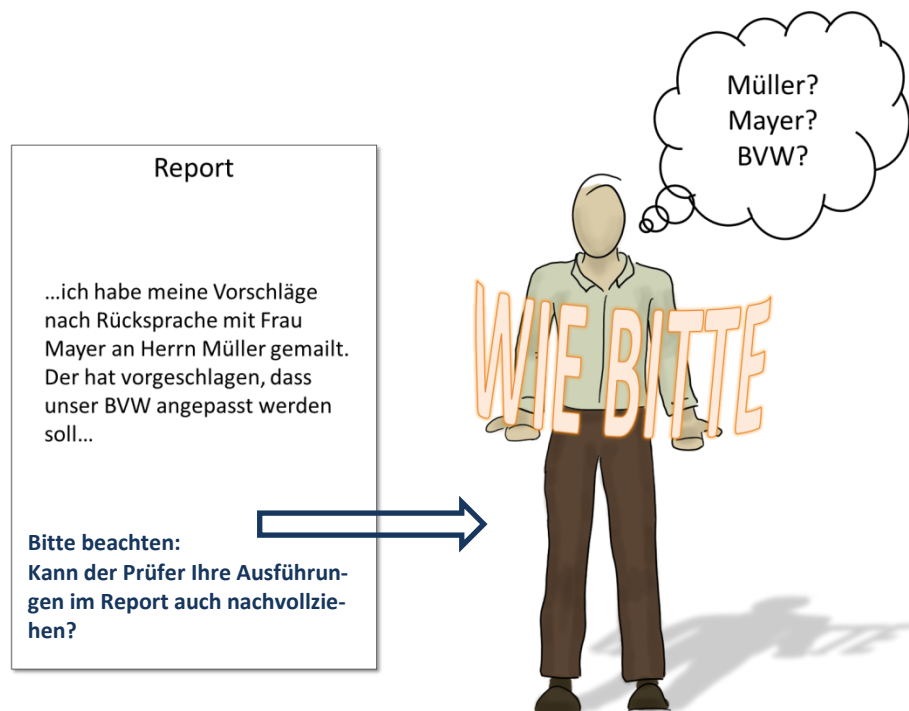 Report
...ich habe meine Vorschläge
nach Rücksprache mit Frau
Mayer an Herrn Müller gemailt.
Der hat vorgeschlagen, dass
unser BVW angepasst werden
soll...
Bitte beachten:
Kann der Prüfer Ihre Ausführun-
gen im Report auch nachvollzie-
hen?
Müller?
Mayer?
BVW?
WIE BITTE